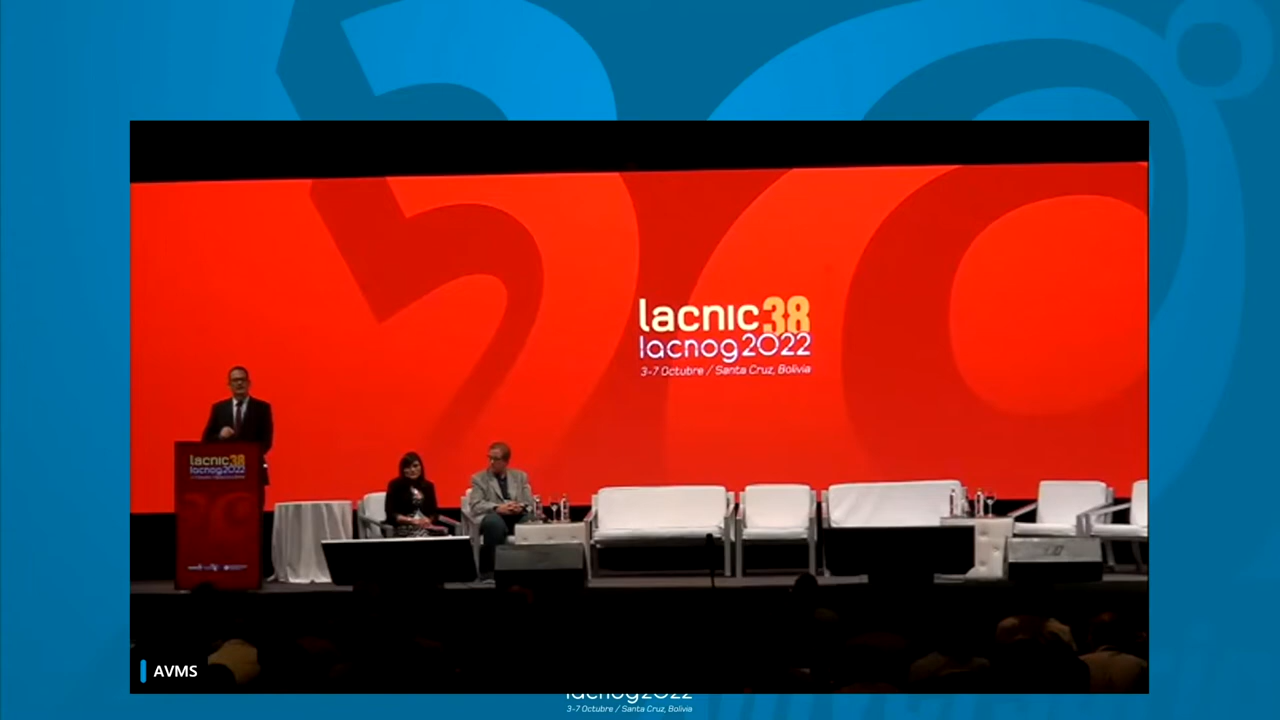 lacnic38
lacnog2022
3-7 Octubre / Santa Cruz, Bolivia
lacnic38
lacnog2022
AVMS
lacnog2022
3-7 Octubre / Santa Cruz, Bolivia